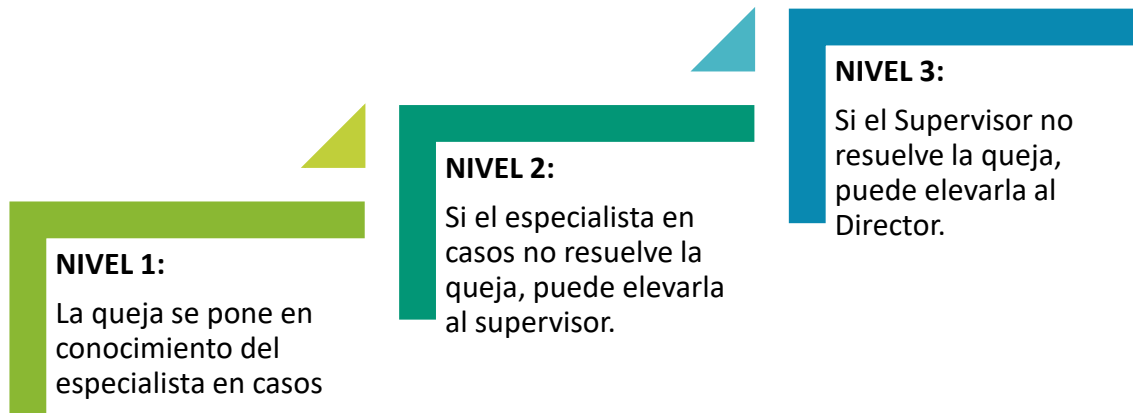 NIVEL 1:
La queja se pone en
conocimiento del
especialista en casos
NIVEL 2:
Si el especialista en
casos no resuelve la
queja, puede elevarla
al supervisor.
NIVEL 3:
Si el Supervisor no
resuelve la queja,
puede elevarla al
Director.